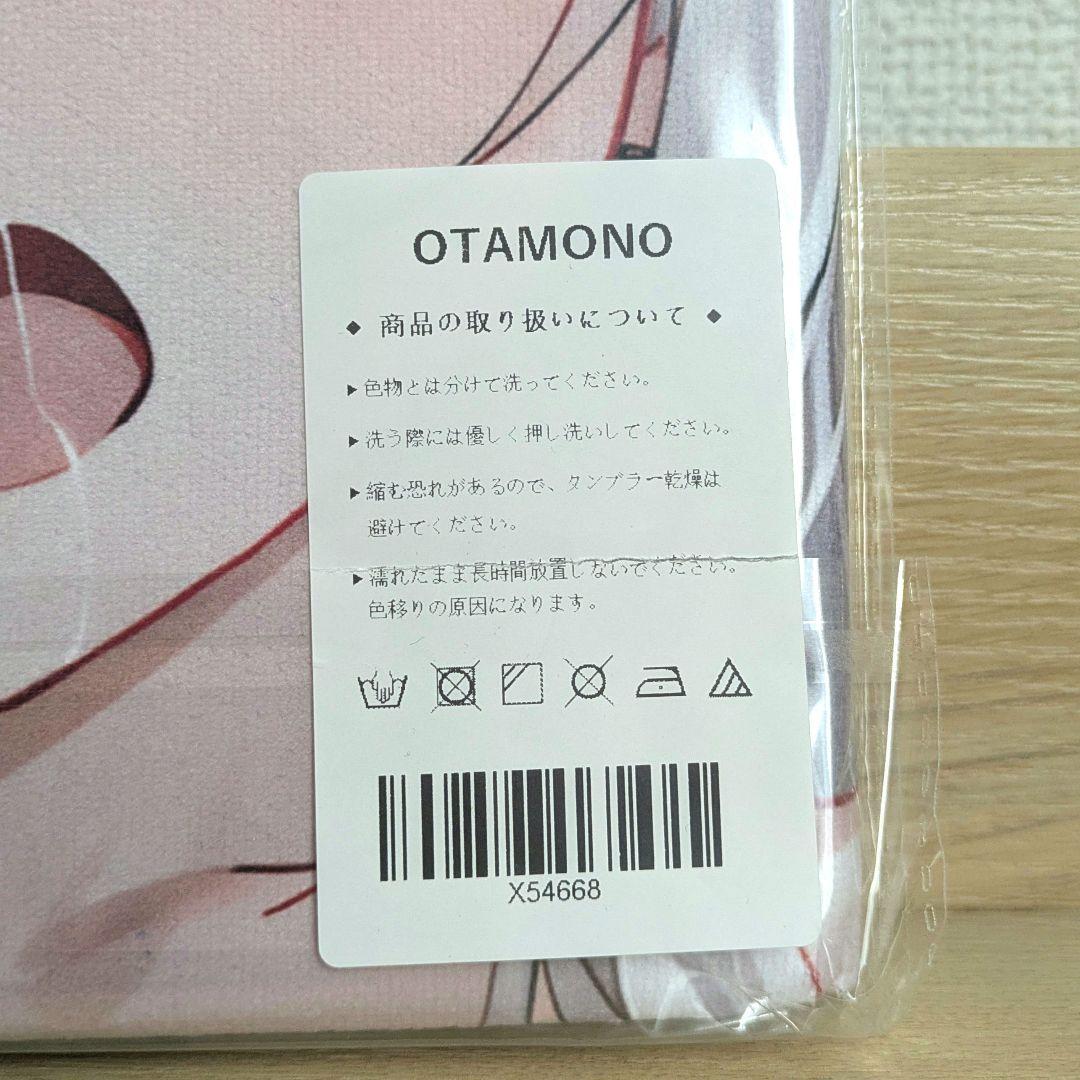 OTAMONO
◆ 商品の取り扱いについて ◆
▶色物とは分けて洗ってください。
▶洗う際には優しく押し洗いしてください。
▶縮む恐れがあるので、タンブラー乾燥は
避けてください。
▶濡れたまま長時間放置しないでください。
色移りの原因になります。
X54668